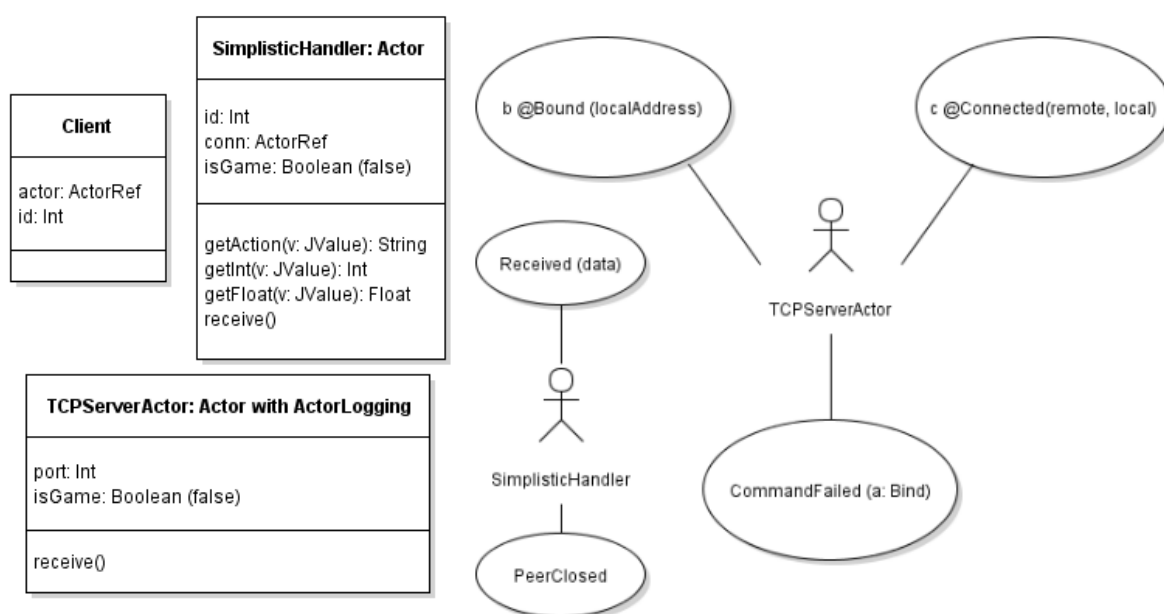 Client
actor: ActorRef
id: Int
SimplisticHandler: Actor
id: Int
conn: ActorRef
isGame: Boolean (false)
getAction(v: JValue): String
getInt(v: JValue): Int
getFloat(v: JValue): Float
receive()
TCPServerActor: Actor with ActorLogging
port: Int
isGame: Boolean (false)
receive()
Received (data)
SimplisticHandler
PeerClosed
b @Bound (localAddress)
c @Connected(remote, local)
TCPServerActor
CommandFailed (a: Bind)